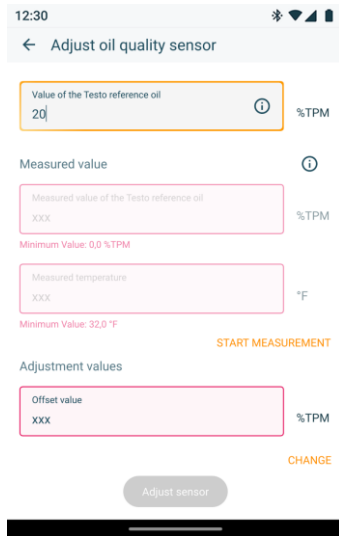 12:30
Adjust oil quality sensor
Value of the Testo reference oil
20
%TPM
Measured value
Measured value of the Testo reference oil
xxx
%TPM
Minimum Value: 0,0 %TPM
Measured temperature
xxx
°F
Minimum Value: 32,0 °F
START MEASUREMENT
Adjustment values
Offset value
xxx
%TPM
CHANGE
Adjust sensor